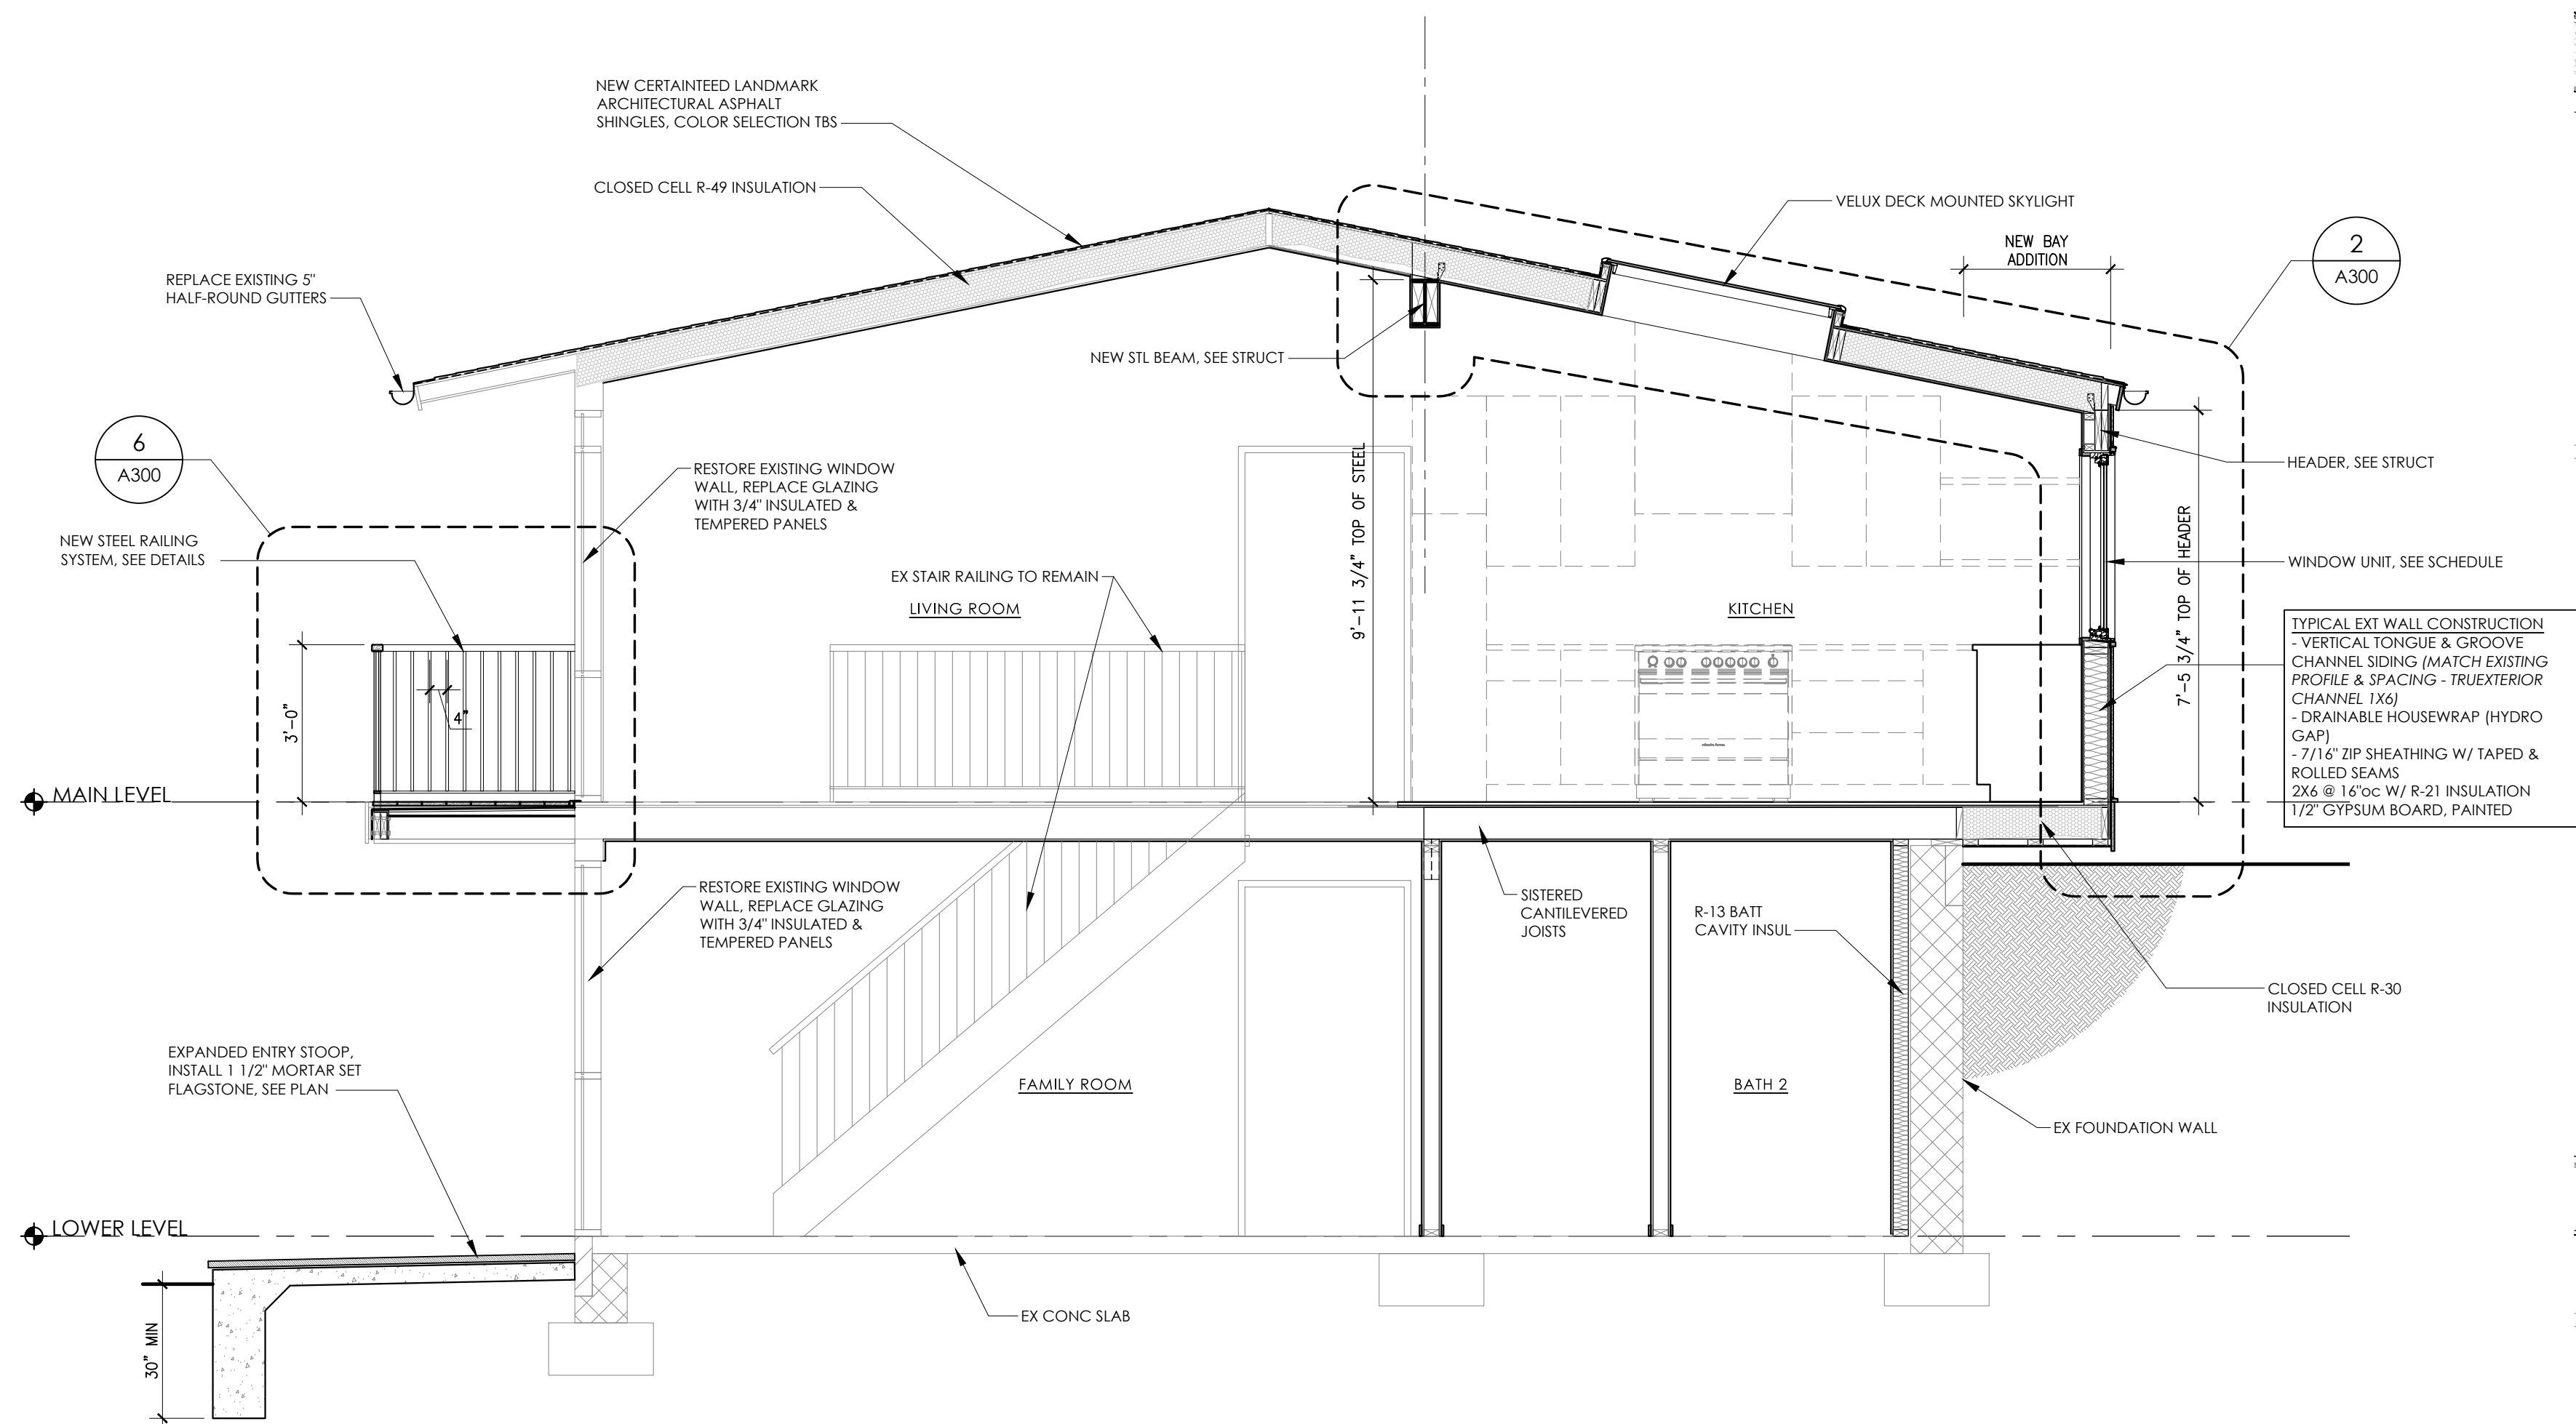 NEW CERTAINTEED LANDMARK
ARCHITECTURAL ASPHALT
SHINGLES, COLOR SELECTION TBS
CLOSED CELL R-49 INSULATION
VELUX DECK MOUNTED SKYLIGHT
NEW BAY
ADDITION
2
A300
REPLACE EXISTING 5"
HALF-ROUND GUTTERS
NEW STL BEAM, SEE STRUCT
6
A300
RESTORE EXISTING WINDOW
WALL, REPLACE GLAZING
WITH 3/4" INSULATED &
TEMPERED PANELS
9'-11 3/4" TOP OF STEEL
HEADER, SEE STRUCT
NEW STEEL RAILING
SYSTEM, SEE DETAILS
EX STAIR RAILING TO REMAIN
LIVING ROOM
KITCHEN
7'-5 3/4" TOP OF HEADER
WINDOW UNIT, SEE SCHEDULE
TYPICAL EXT WALL CONSTRUCTION
- VERTICAL TONGUE & GROOVE
CHANNEL SIDING (MATCH EXISTING
PROFILE & SPACING - TRUEXTERIOR
CHANNEL 1X6)
- DRAINABLE HOUSEWRAP (HYDRO
GAP)
- 7/16" ZIP SHEATHING W/ TAPED &
ROLLED SEAMS
2X6 @ 16"oc W/ R-21 INSULATION
1/2" GYPSUM BOARD, PAINTED
3'-0"
4"
MAIN LEVEL
RESTORE EXISTING WINDOW
WALL, REPLACE GLAZING
WITH 3/4" INSULATED &
TEMPERED PANELS
SISTERED
CANTILEVERED
JOISTS
R-13 BATT
CAVITY INSUL
CLOSED CELL R-30
INSULATION
EXPANDED ENTRY STOOP,
INSTALL 1 1/2" MORTAR SET
FLAGSTONE, SEE PLAN
FAMILY ROOM
BATH 2
EX FOUNDATION WALL
LOWER LEVEL
EX CONC SLAB
30" MIN